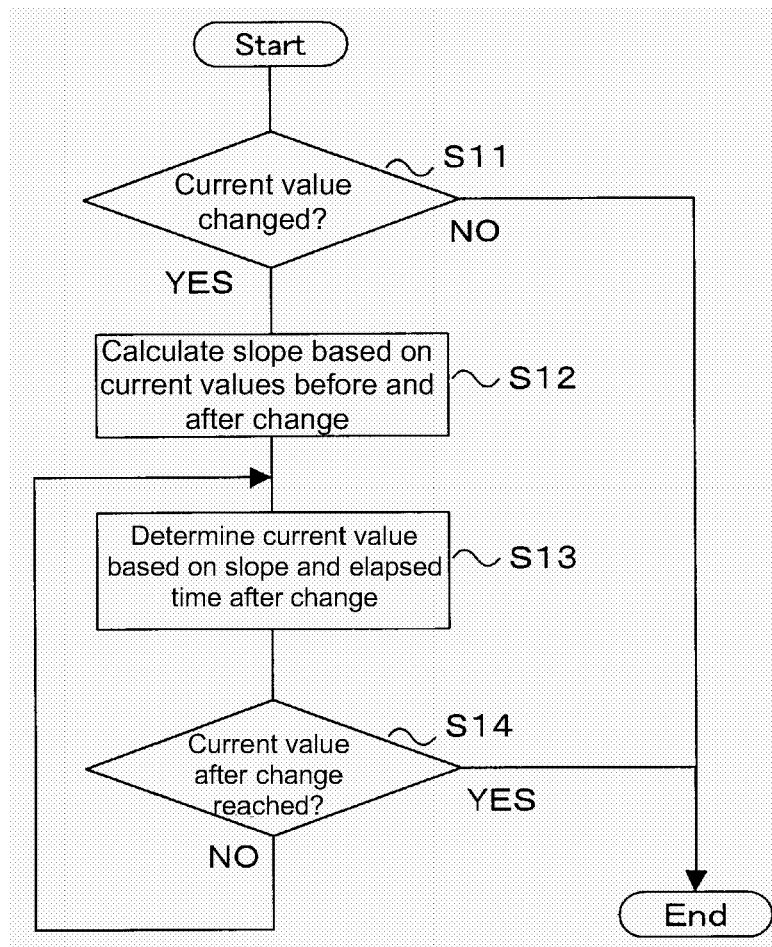 Start
S11
Current value
changed?
NO
YES
Calculate slope based on
current values before and
after change
S12
Determine current value
based on slope and elapsed
time after change
S13
S14
Current value
after change
reached?
YES
NO
End